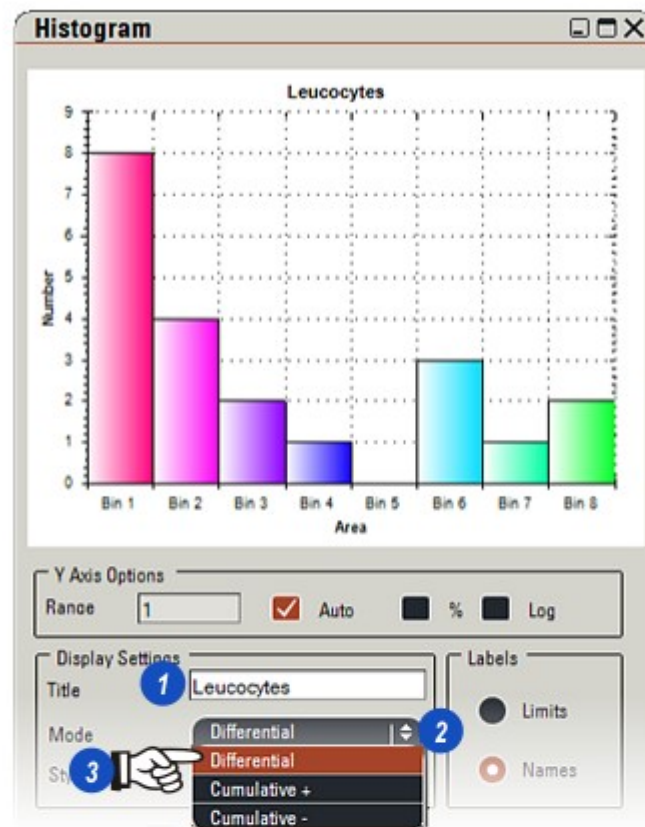 Histogram
Leucocytes
9
8
7
6
5
4
3
2
1
0
Number
Bin 1 Bin 2 Bin 3 Bin 4 Bin 5 Bin 6 Bin 7 Bin 8
Area
Y Axis Options
Range 1 Auto % Log
Display Settings
Labels
Title 1 Leucocytes
Limits
Mode Differential 2
3 Differential
Names
Cumulative +
Cumulative -